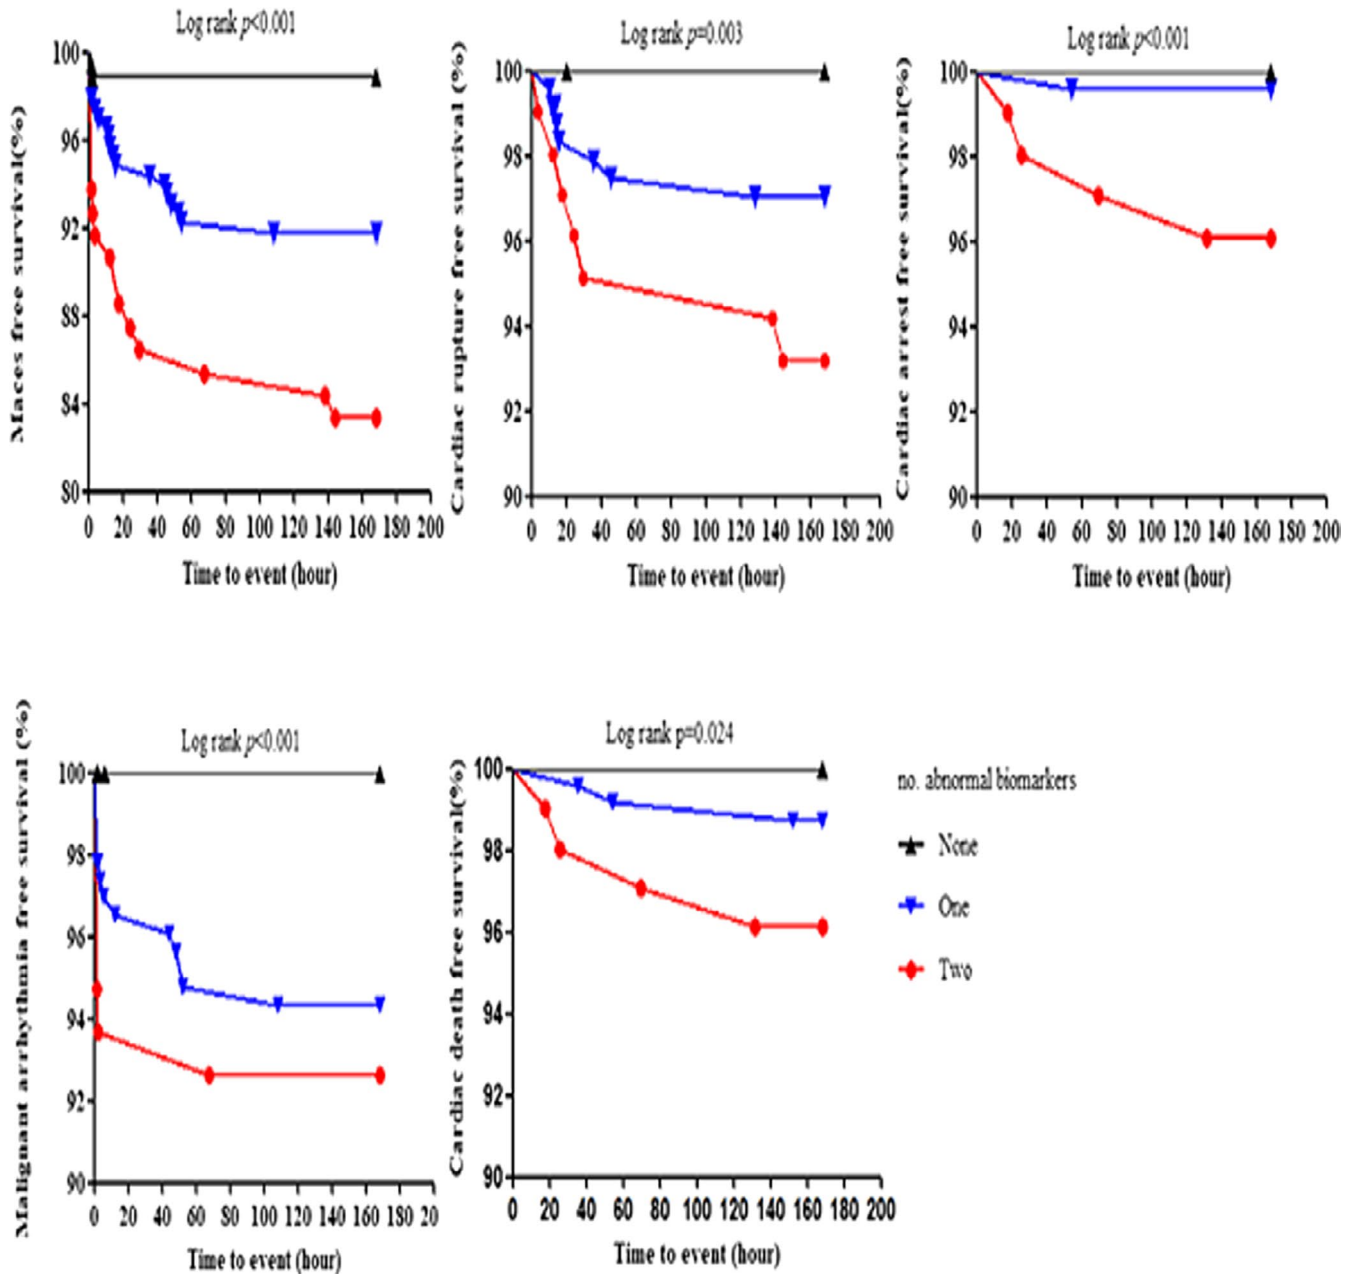 Log rank p<0.001
Maces free survival(%)
100
96
92
88
84
80
0 20 40 60 80 100 120 140 160 180 200
Time to event (hour)
Log rank p=0.003
Cardiac rupture free survival (%)
100
98
96
94
92
90
0 20 40 60 80 100 120 140 160 180 200
Time to event (hour)
Log rank p<0.001
Cardiac arrest free survival(%)
100
98
96
94
92
90
0 20 40 60 80 100 120 140 160 180 200
Time to event (hour)
Log rank p<0.001
Malignant arrhythmia free survival (%)
100
98
96
94
92
90
0 20 40 60 80 100 120 140 160 180 20
Time to event (hour)
Log rank p=0.024
Cardiac death free survival(%)
100
98
96
94
92
90
0 20 40 60 80 100 120 140 160 180 200
Time to event (hour)
no. abnormal biomarkers
None
One
Two